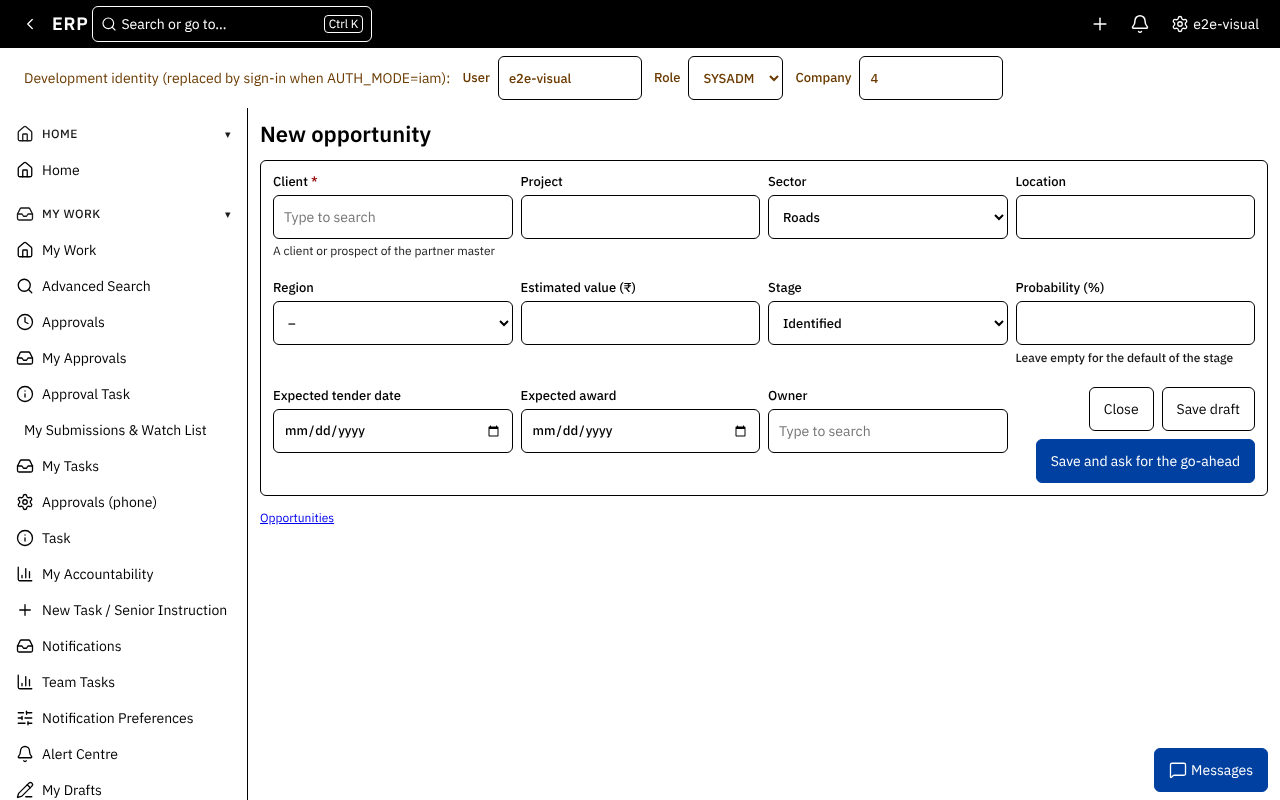 ERP Search or go to... Ctrl K e2e-visual
Development identity (replaced by sign-in when AUTH_MODE=iam): User e2e-visual Role SYSADM Company 4
HOME
Home
MY WORK
My Work
Advanced Search
Approvals
My Approvals
Approval Task
My Submissions & Watch List
My Tasks
Approvals (phone)
Task
My Accountability
New Task / Senior Instruction
Notifications
Team Tasks
Notification Preferences
Alert Centre
My Drafts
New opportunity
Client * Project Sector Location
Type to search Roads
A client or prospect of the partner master
Region Estimated value (₹) Stage Probability (%)
– Identified
Leave empty for the default of the stage
Expected tender date Expected award Owner
mm/dd/yyyy mm/dd/yyyy Type to search
Close Save draft
Save and ask for the go-ahead
Opportunities
Messages